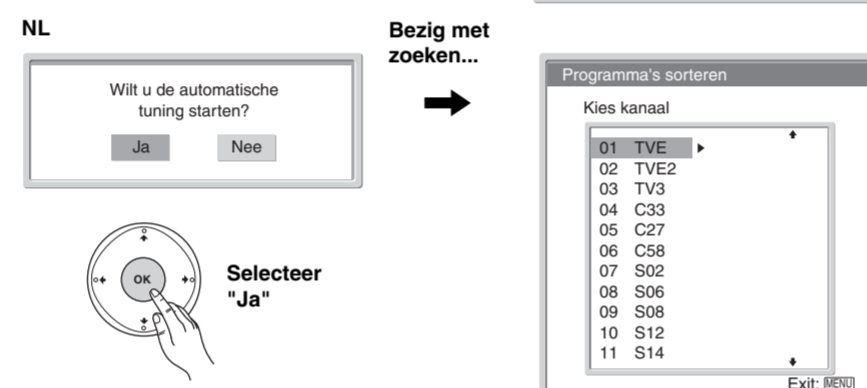 NL
Wilt u de automatische
tuning starten?
Ja Nee
OK
Selecteer
"Ja"
Bezig met
zoeken...
Programma's sorteren
Kies kanaal
01 TVE
02 TVE2
03 TV3
04 C33
05 C27
06 C58
07 S02
08 S06
09 S08
10 S12
11 S14
Exit: MENU